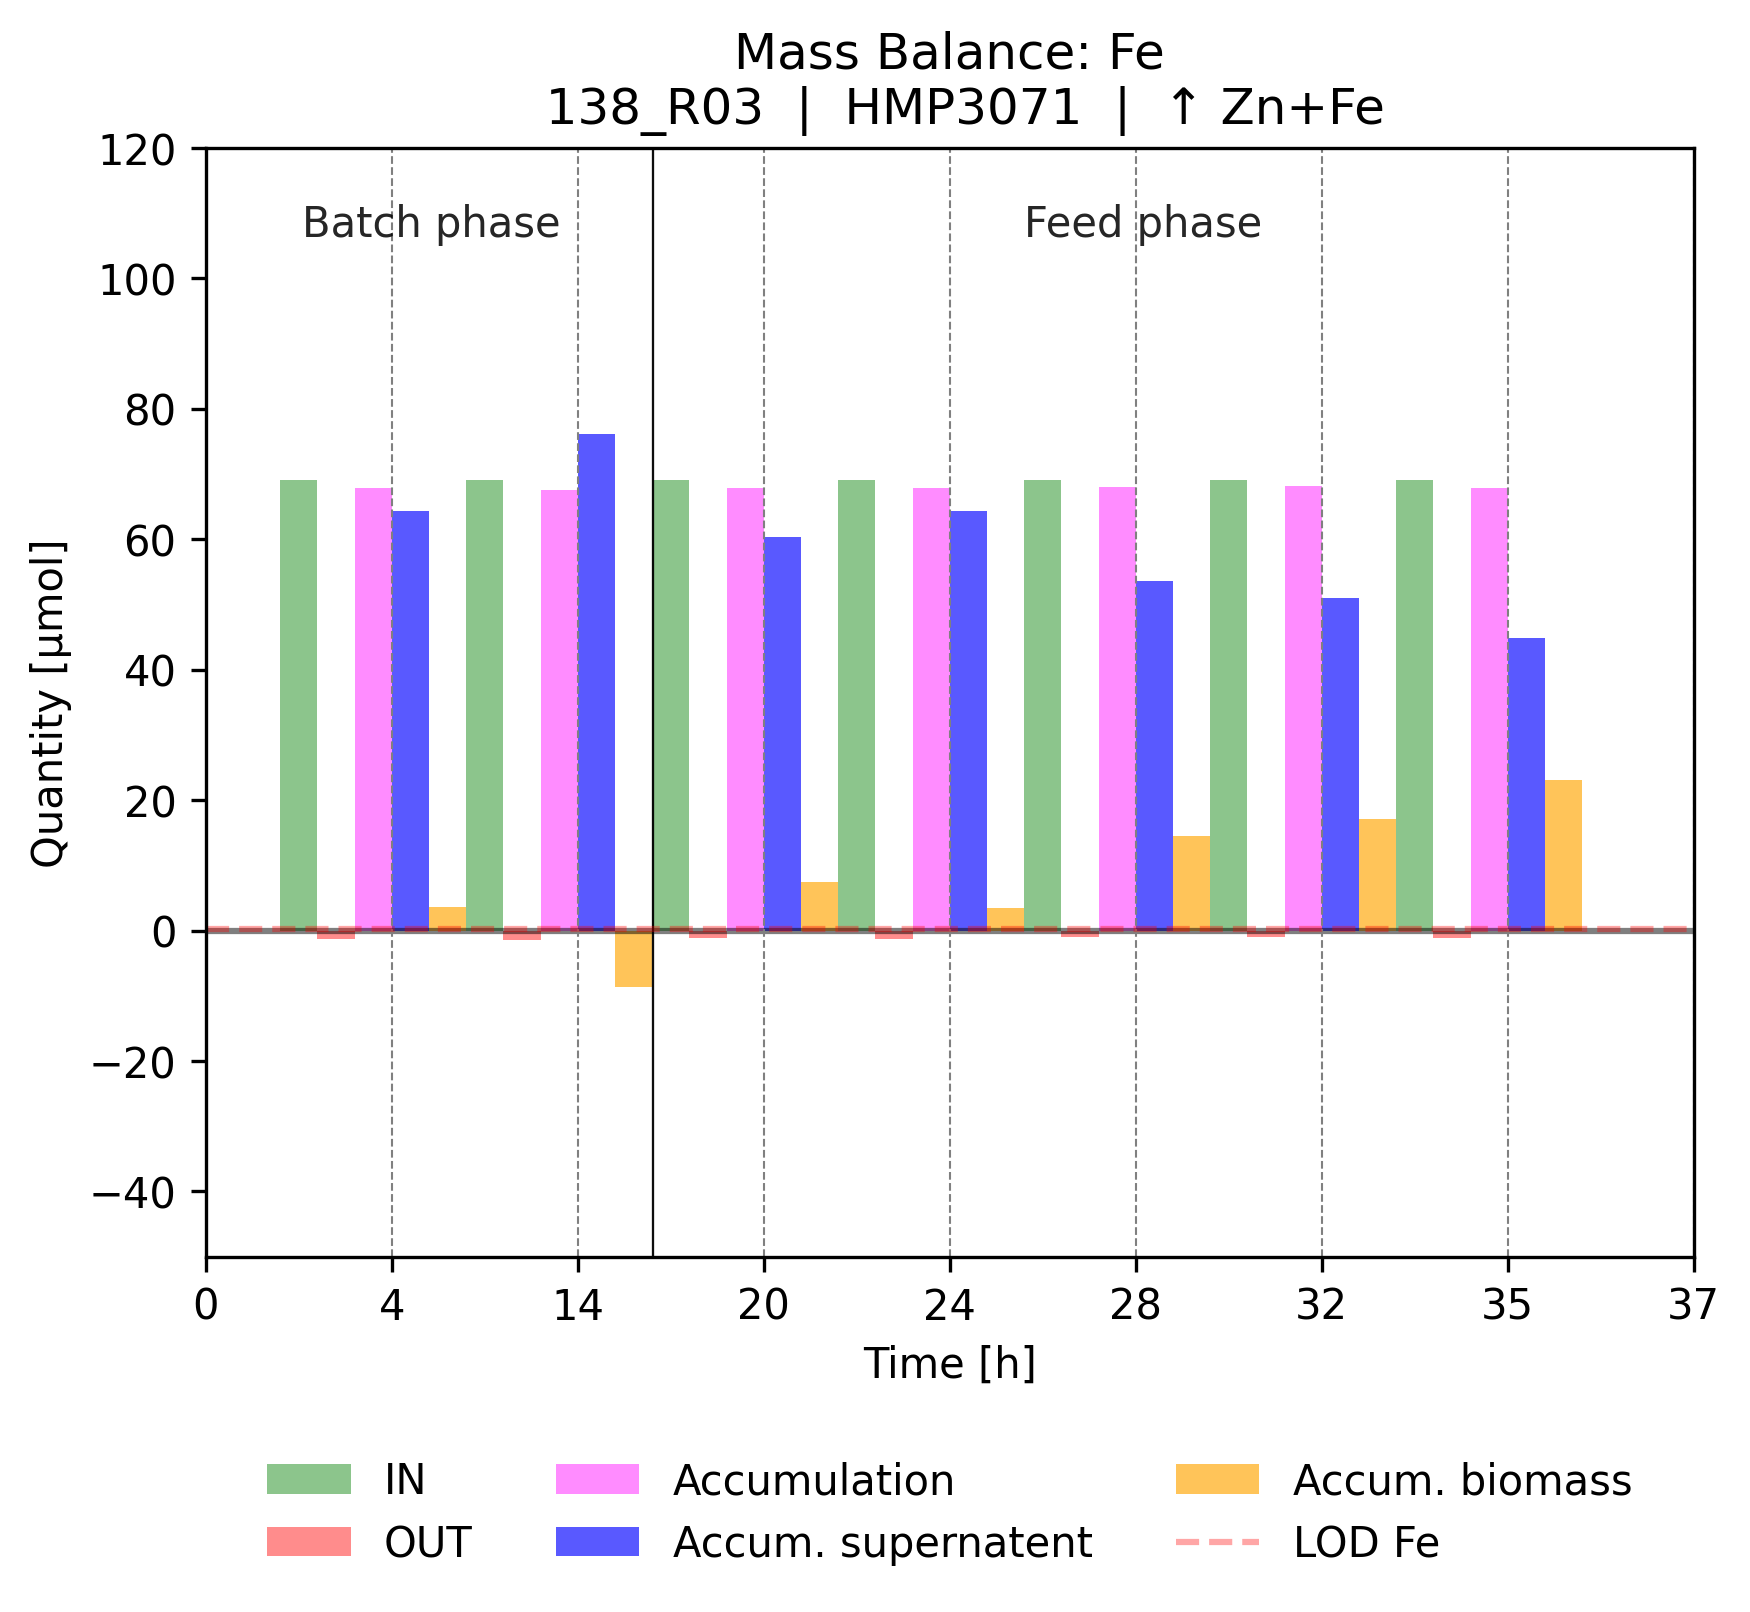 Mass Balance: Fe
138_R03 | HMP3071 | ↑ Zn+Fe
120
100
80
60
40
20
0
−20
−40
Quantity [µmol]
Batch phase
Feed phase
0 4 14 20 24 28 32 35 37
Time [h]
IN
OUT
Accumulation
Accum. supernatent
Accum. biomass
LOD Fe